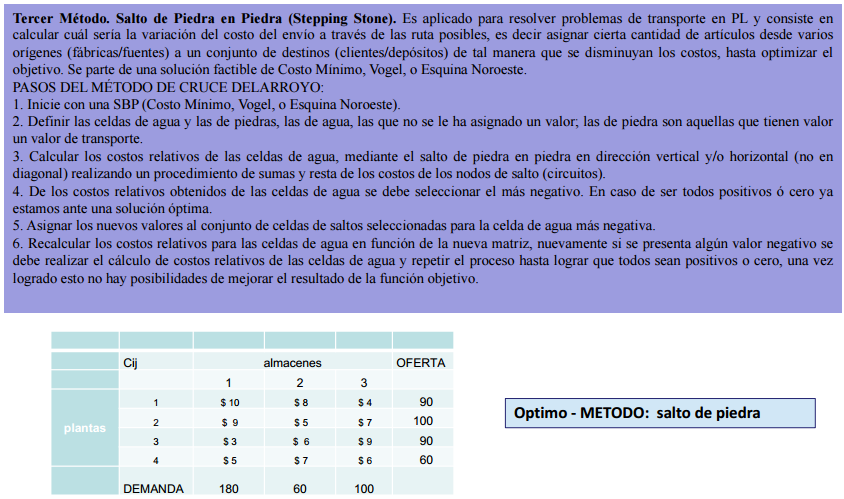 Tercer Método. Salto de Piedra en Piedra (Stepping Stone). Es aplicado para resolver problemas de transporte en PL y consiste en
calcular cuál sería la variación del costo del envío a través de las ruta posibles, es decir asignar cierta cantidad de artículos desde varios
orígenes (fábricas/fuentes) a un conjunto de destinos (clientes/depósitos) de tal manera que se disminuyan los costos, hasta optimizar el
objetivo. Se parte de una solución factible de Costo Mínimo, Vogel, o Esquina Noroeste.
PASOS DEL MÉTODO DE CRUCE DELARROYO:
1. Inicie con una SBP (Costo Mínimo, Vogel, o Esquina Noroeste).
2. Definir las celdas de agua y las de piedras, las de agua, las que no se le ha asignado un valor; las de piedra son aquellas que tienen valor
un valor de transporte.
3. Calcular los costos relativos de las celdas de agua, mediante el salto de piedra en piedra en dirección vertical y/o horizontal (no en
diagonal) realizando un procedimiento de sumas y resta de los costos de los nodos de salto (circuitos).
4. De los costos relativos obtenidos de las celdas de agua se debe seleccionar el más negativo. En caso de ser todos positivos ó cero ya
estamos ante una solución óptima.
5. Asignar los nuevos valores al conjunto de celdas de saltos seleccionadas para la celda de agua más negativa.
6. Recalcular los costos relativos para las celdas de agua en función de la nueva matriz, nuevamente si se presenta algún valor negativo se
debe realizar el cálculo de costos relativos de las celdas de agua y repetir el proceso hasta lograr que todos sean positivos o cero, una vez
logrado esto no hay posibilidades de mejorar el resultado de la función objetivo.
Cij almacenes OFERTA
1 2 3
plantas
1 $ 10 $ 8 $ 4 90
2 $ 9 $ 5 $ 7 100
3 $ 3 $ 6 $ 9 90
4 $ 5 $ 7 $ 6 60
DEMANDA 180 60 100
Optimo - METODO: salto de piedra